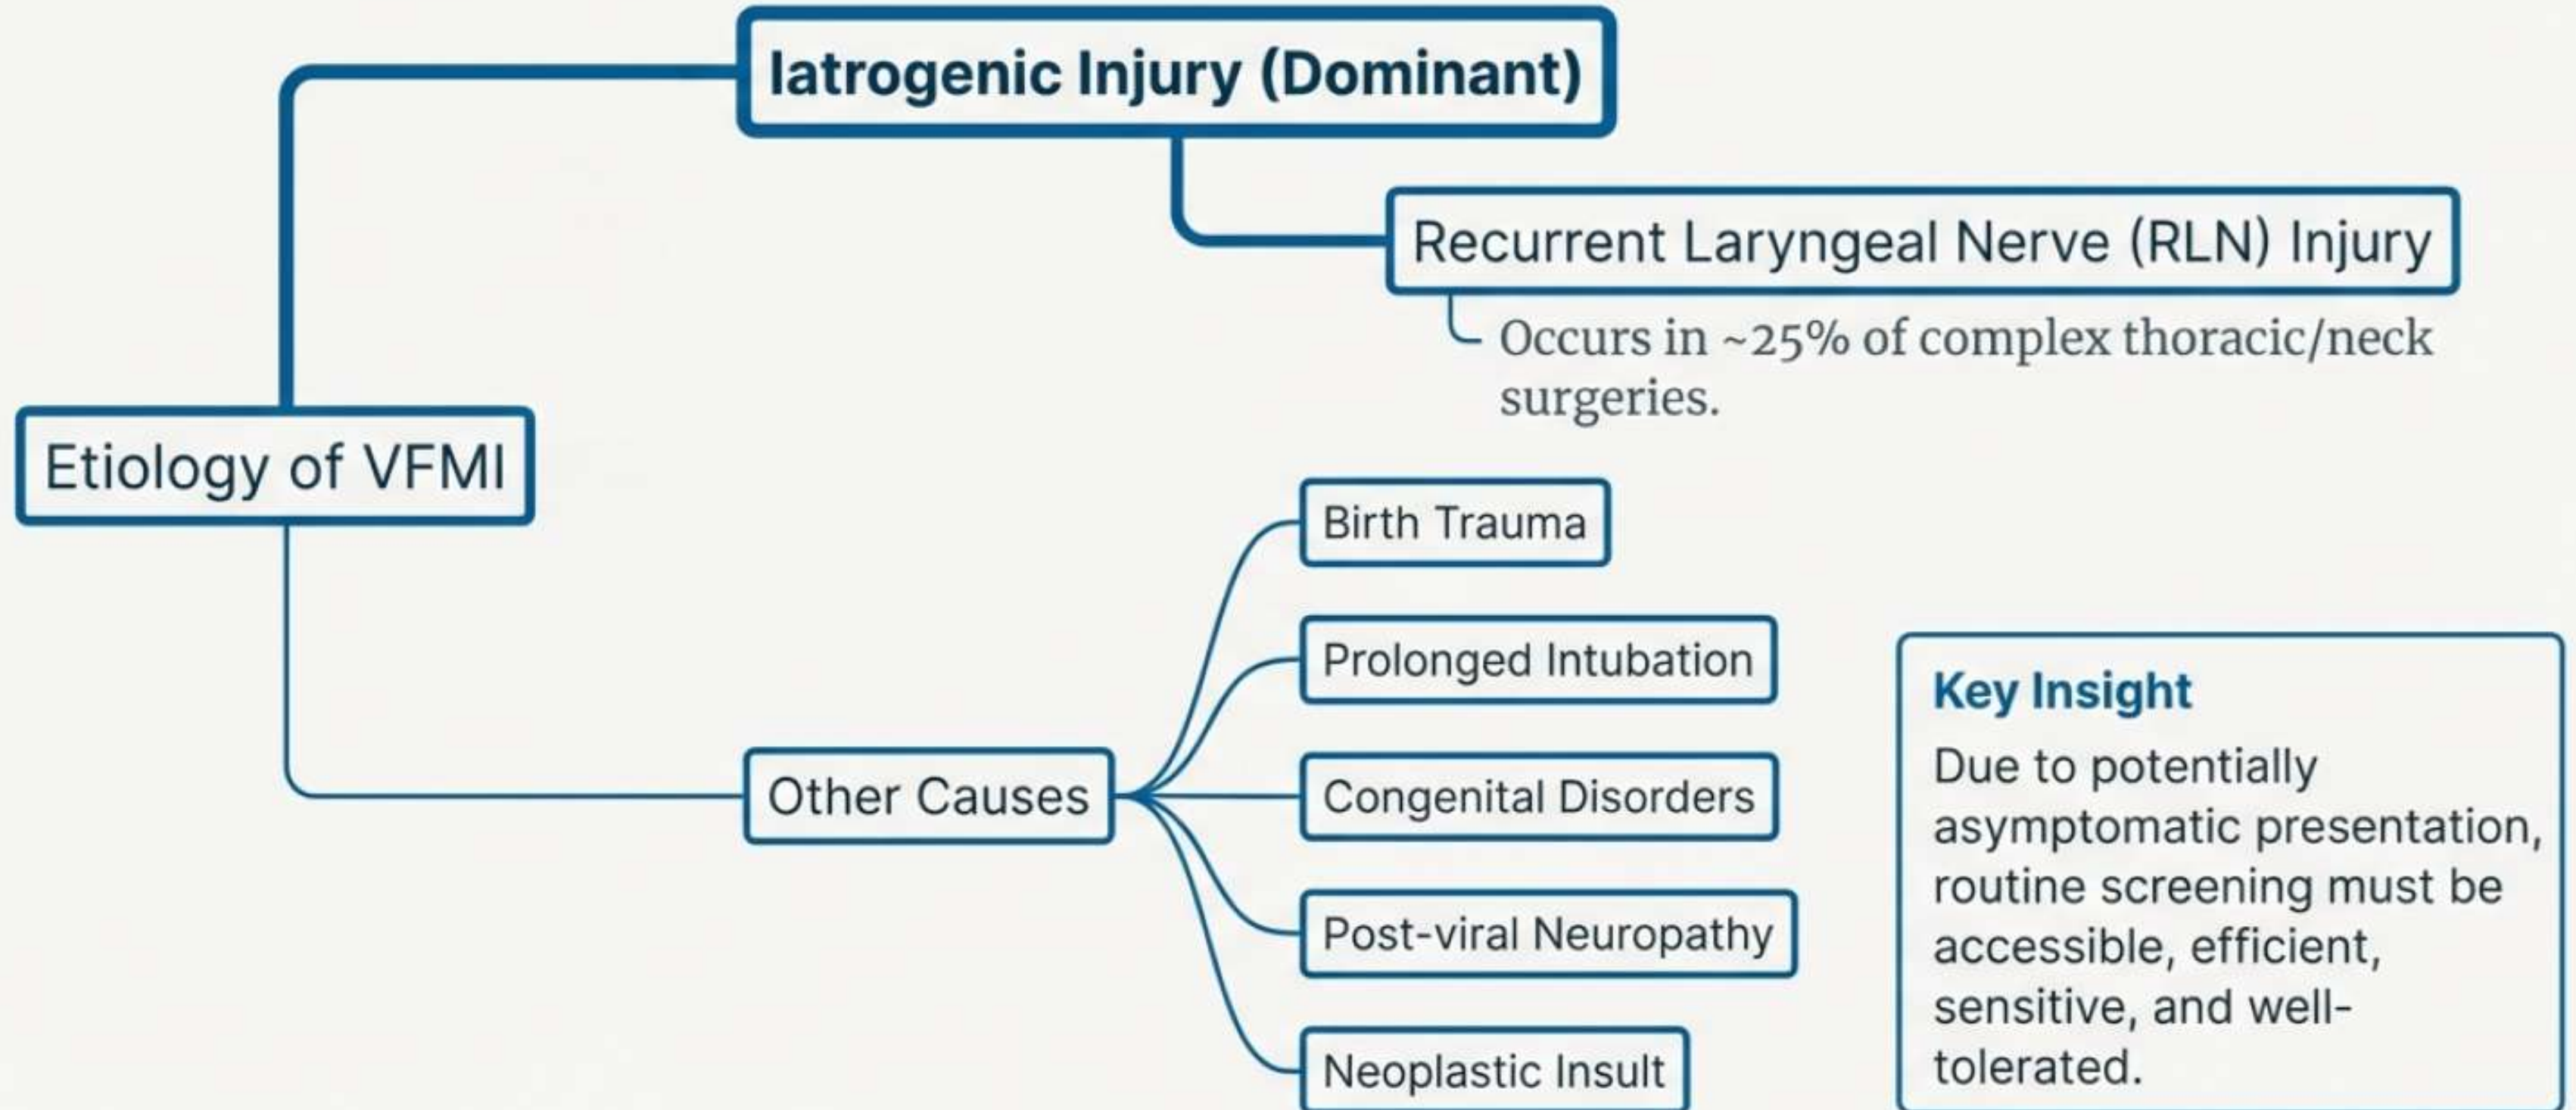 Iatrogenic Injury (Dominant)
Recurrent Laryngeal Nerve (RLN) Injury
Occurs in ~25% of complex thoracic/neck
surgeries.
Etiology of VFMI
Other Causes
Birth Trauma
Prolonged Intubation
Congenital Disorders
Post-viral Neuropathy
Neoplastic Insult
Key Insight
Due to potentially
asymptomatic presentation,
routine screening must be
accessible, efficient,
sensitive, and well-
tolerated.